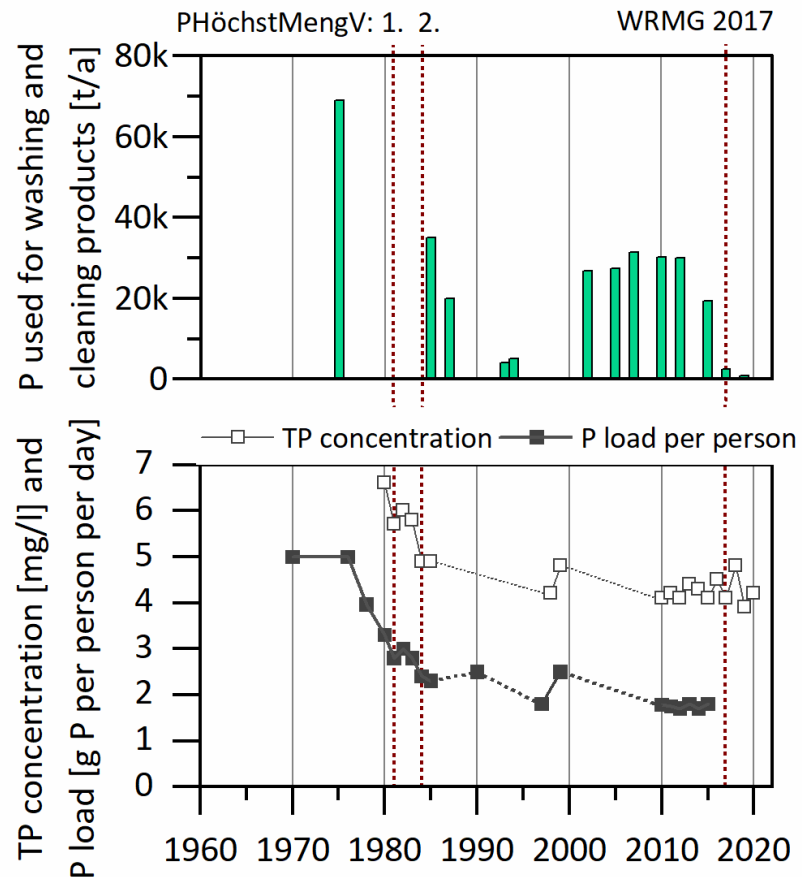 PHöchstMengV: 1. 2. WRMG 2017
P used for washing and
cleaning products [t/a]
80k
60k
40k
20k
0
TP concentration P load per person
TP concentration [mg/l] and
P load [g P per person per day]
7
6
5
4
3
2
1
0
1960 1970 1980 1990 2000 2010 2020